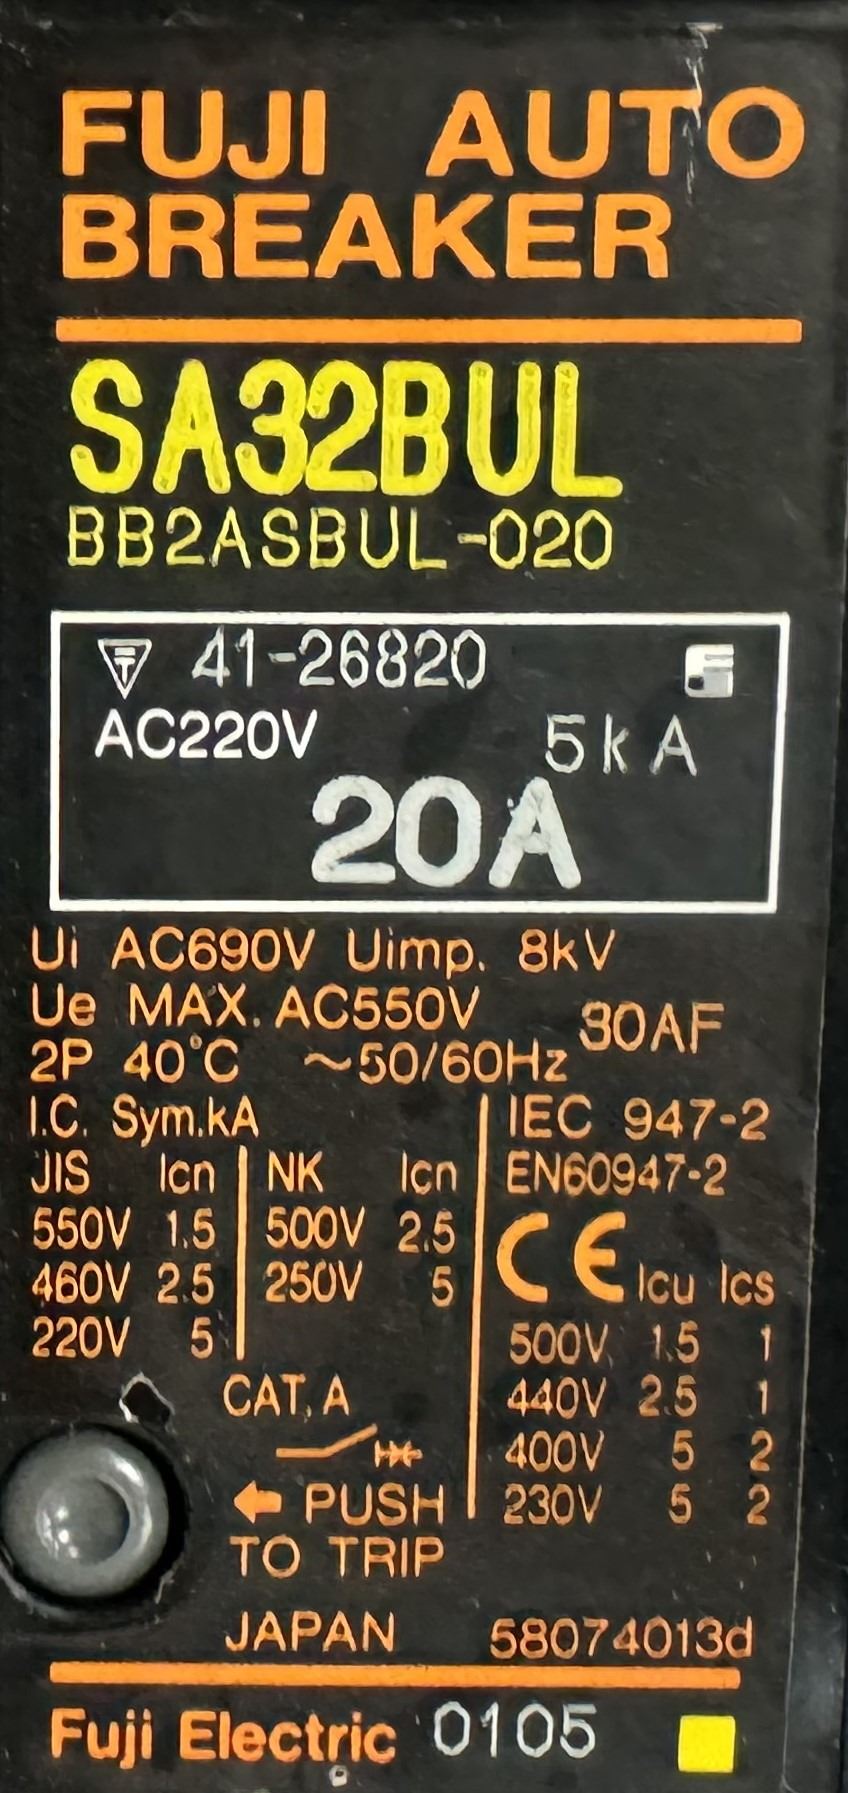 FUJI AUTO
BREAKER
SA32BUL
BB2ASBUL-020
41-26820
AC220V 5kA
20A
Ui AC690V Uimp. 8kV
Ue MAX. AC550V 30AF
2P 40°C ~50/60Hz
I.C. Sym.kA
JIS Icn
550V 1.5
460V 2.5
220V 5
NK Icn
500V 2.5
250V 5
IEC 947-2
EN60947-2
CE Icu Ics
500V 1.5 1
440V 2.5 1
400V 5 2
230V 5 2
CAT. A
← PUSH
TO TRIP
JAPAN 58074013d
Fuji Electric 0105